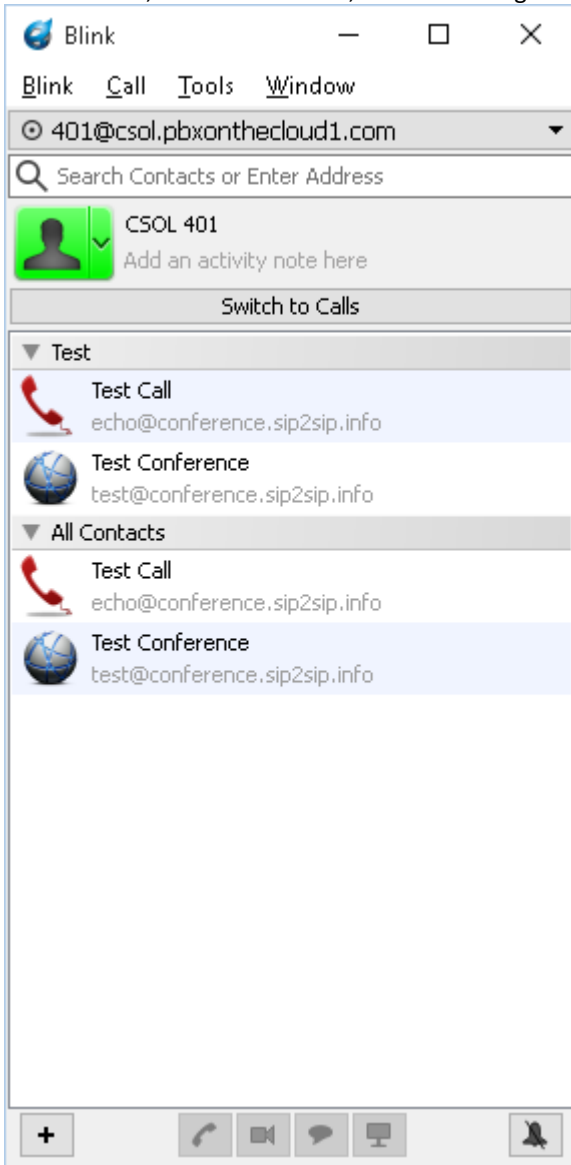 Blink
Blink Call Tools Window
401@csol.pbxonthecloud1.com
Search Contacts or Enter Address
CSOL 401
Add an activity note here
Switch to Calls
Test
Test Call
echo@conference.sip2sip.info
Test Conference
test@conference.sip2sip.info
All Contacts
Test Call
echo@conference.sip2sip.info
Test Conference
test@conference.sip2sip.info